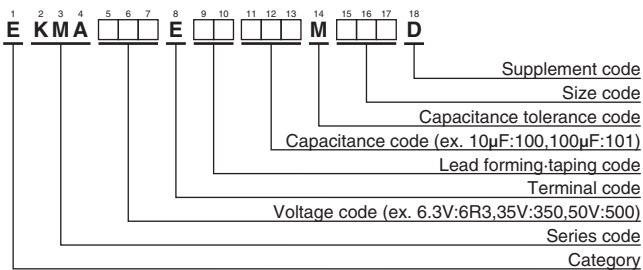 1 2 3 4 5 6 7 8 9 10 11 12 13 14 15 16 17 18
E KMA E M D
Supplement code
Size code
Capacitance tolerance code
Capacitance code (ex. 10μF:100,100μF:101)
Lead forming·taping code
Terminal code
Voltage code (ex. 6.3V:6R3,35V:350,50V:500)
Series code
Category